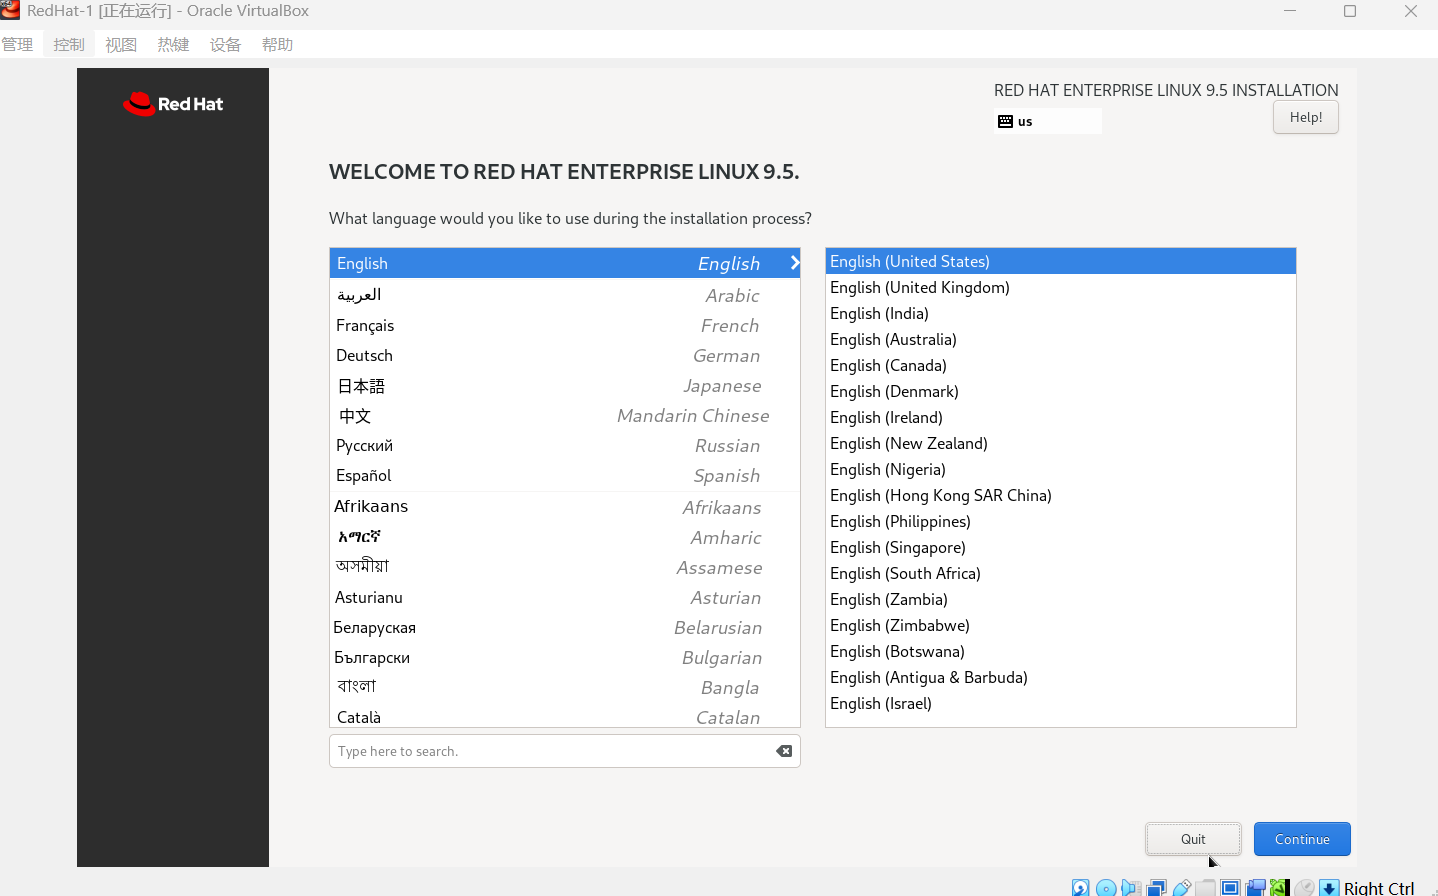 RedHat-1 [正在运行] - Oracle VirtualBox
管理 控制 视图 热键 设备 帮助
Red Hat
RED HAT ENTERPRISE LINUX 9.5 INSTALLATION
us
Help!
WELCOME TO RED HAT ENTERPRISE LINUX 9.5.
What language would you like to use during the installation process?
English English
العربية Arabic
Français French
Deutsch German
日本語 Japanese
中文 Mandarin Chinese
Русский Russian
Español Spanish
Afrikaans Afrikaans
አማርኛ Amharic
অসমীয়া Assamese
Asturianu Asturian
Беларуская Belarusian
Български Bulgarian
বাংলা Bangla
Català Catalan
Type here to search.
English (United States)
English (United Kingdom)
English (India)
English (Australia)
English (Canada)
English (Denmark)
English (Ireland)
English (New Zealand)
English (Nigeria)
English (Hong Kong SAR China)
English (Philippines)
English (Singapore)
English (South Africa)
English (Zambia)
English (Zimbabwe)
English (Botswana)
English (Antigua & Barbuda)
English (Israel)
Quit
Continue
Right Ctrl